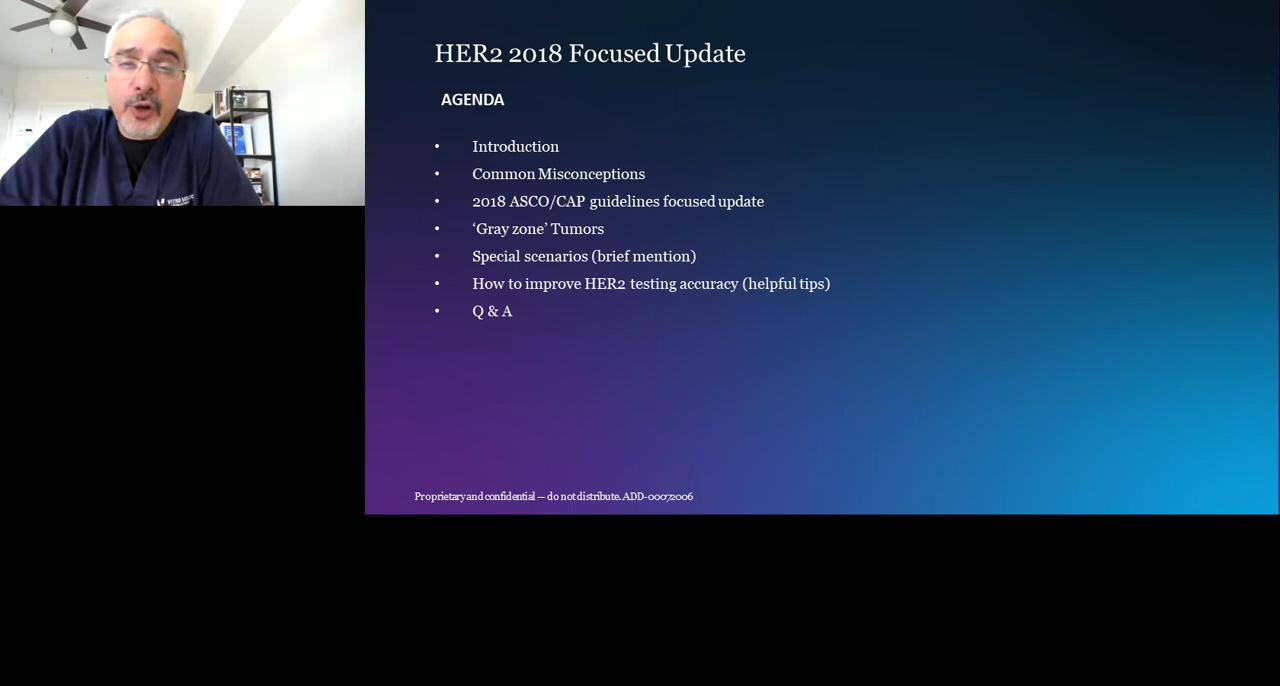 HER2 2018 Focused Update
AGENDA
• Introduction
• Common Misconceptions
• 2018 ASCO/CAP guidelines focused update
• ‘Gray zone’ Tumors
• Special scenarios (brief mention)
• How to improve HER2 testing accuracy (helpful tips)
• Q & A
Proprietary and confidential — do not distribute. ADD-00072006